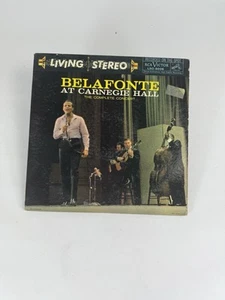 LIVING STEREO
RCA VICTOR
BELAFONTE
AT CARNEGIE HALL
THE COMPLETE CONCERT